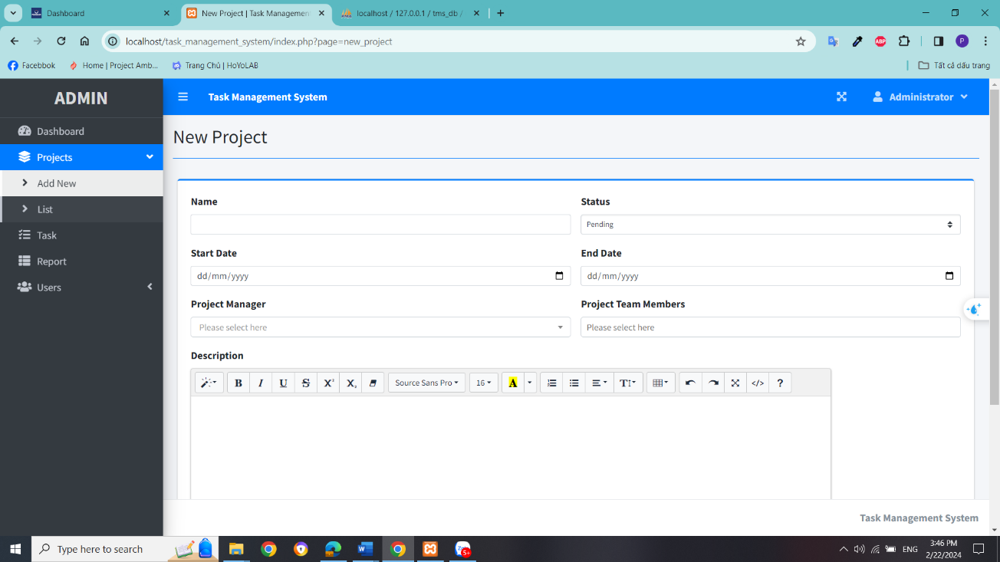 Dashboard
New Project | Task Managemen
localhost / 127.0.0.1 / tms_db /
localhost/task_management_system/index.php?page=new_project
ABP
P
Facebbok
Home | Project Amb...
Trang Chủ | HoYoLAB
Tất cả dấu trang
ADMIN
Task Management System
Administrator
Dashboard
Projects
Add New
List
Task
Report
Users
New Project
Name
Status
Pending
Start Date
End Date
dd/mm/yyyy
dd/mm/yyyy
Project Manager
Project Team Members
Please select here
Please select here
Description
B I U S X² X₂ Source Sans Pro 16 A T </> ?
Task Management System
Type here to search
5+
ENG
3:46 PM
2/22/2024